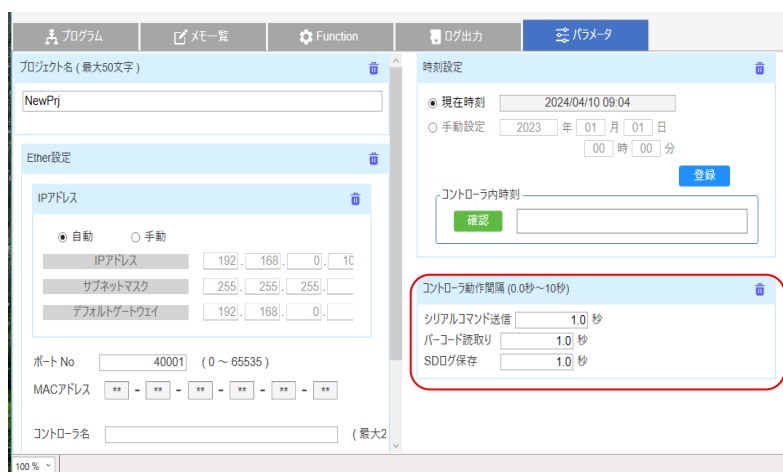 プログラム
メモ一覧
Function
ログ出力
パラメータ
プロジェクト名 ( 最大50文字 )
NewPrj
Ether設定
IPアドレス
自動 手動
IPアドレス 192. 168. 0. 10
サブネットマスク 255. 255. 255.
デフォルトゲートウェイ 192. 168. 0.
ポート No 40001 ( 0 ～ 65535 )
MACアドレス ** - ** - ** - ** - ** - **
コントローラ名 ( 最大2
100 %
時刻設定
現在時刻 2024/04/10 09:04
手動設定 2023 年 01 月 01 日
00 時 00 分
登録
コントローラ内時刻
確認
コントローラ動作間隔 (0.0秒～10秒)
シリアルコマンド送信 1.0 秒
バーコード読取り 1.0 秒
SDログ保存 1.0 秒